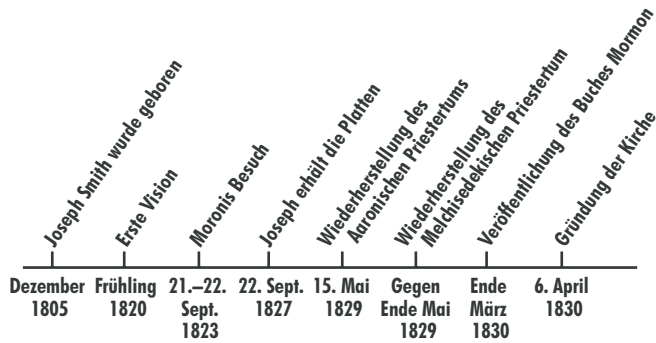 Joseph Smith wurde geboren
Erste Vision
Moronis Besuch
Joseph erhält die Platten
Wiederherstellung des
Aaronischen Priestertums
Wiederherstellung des
Melchisedekischen Priestertum
Veröffentlichung des Buches Mormon
Gründung der Kirche
Dezember
1805
Frühling
1820
21.–22.
Sept.
1823
22. Sept.
1827
15. Mai
1829
Gegen
Ende Mai
1829
Ende
März
1830
6. April
1830